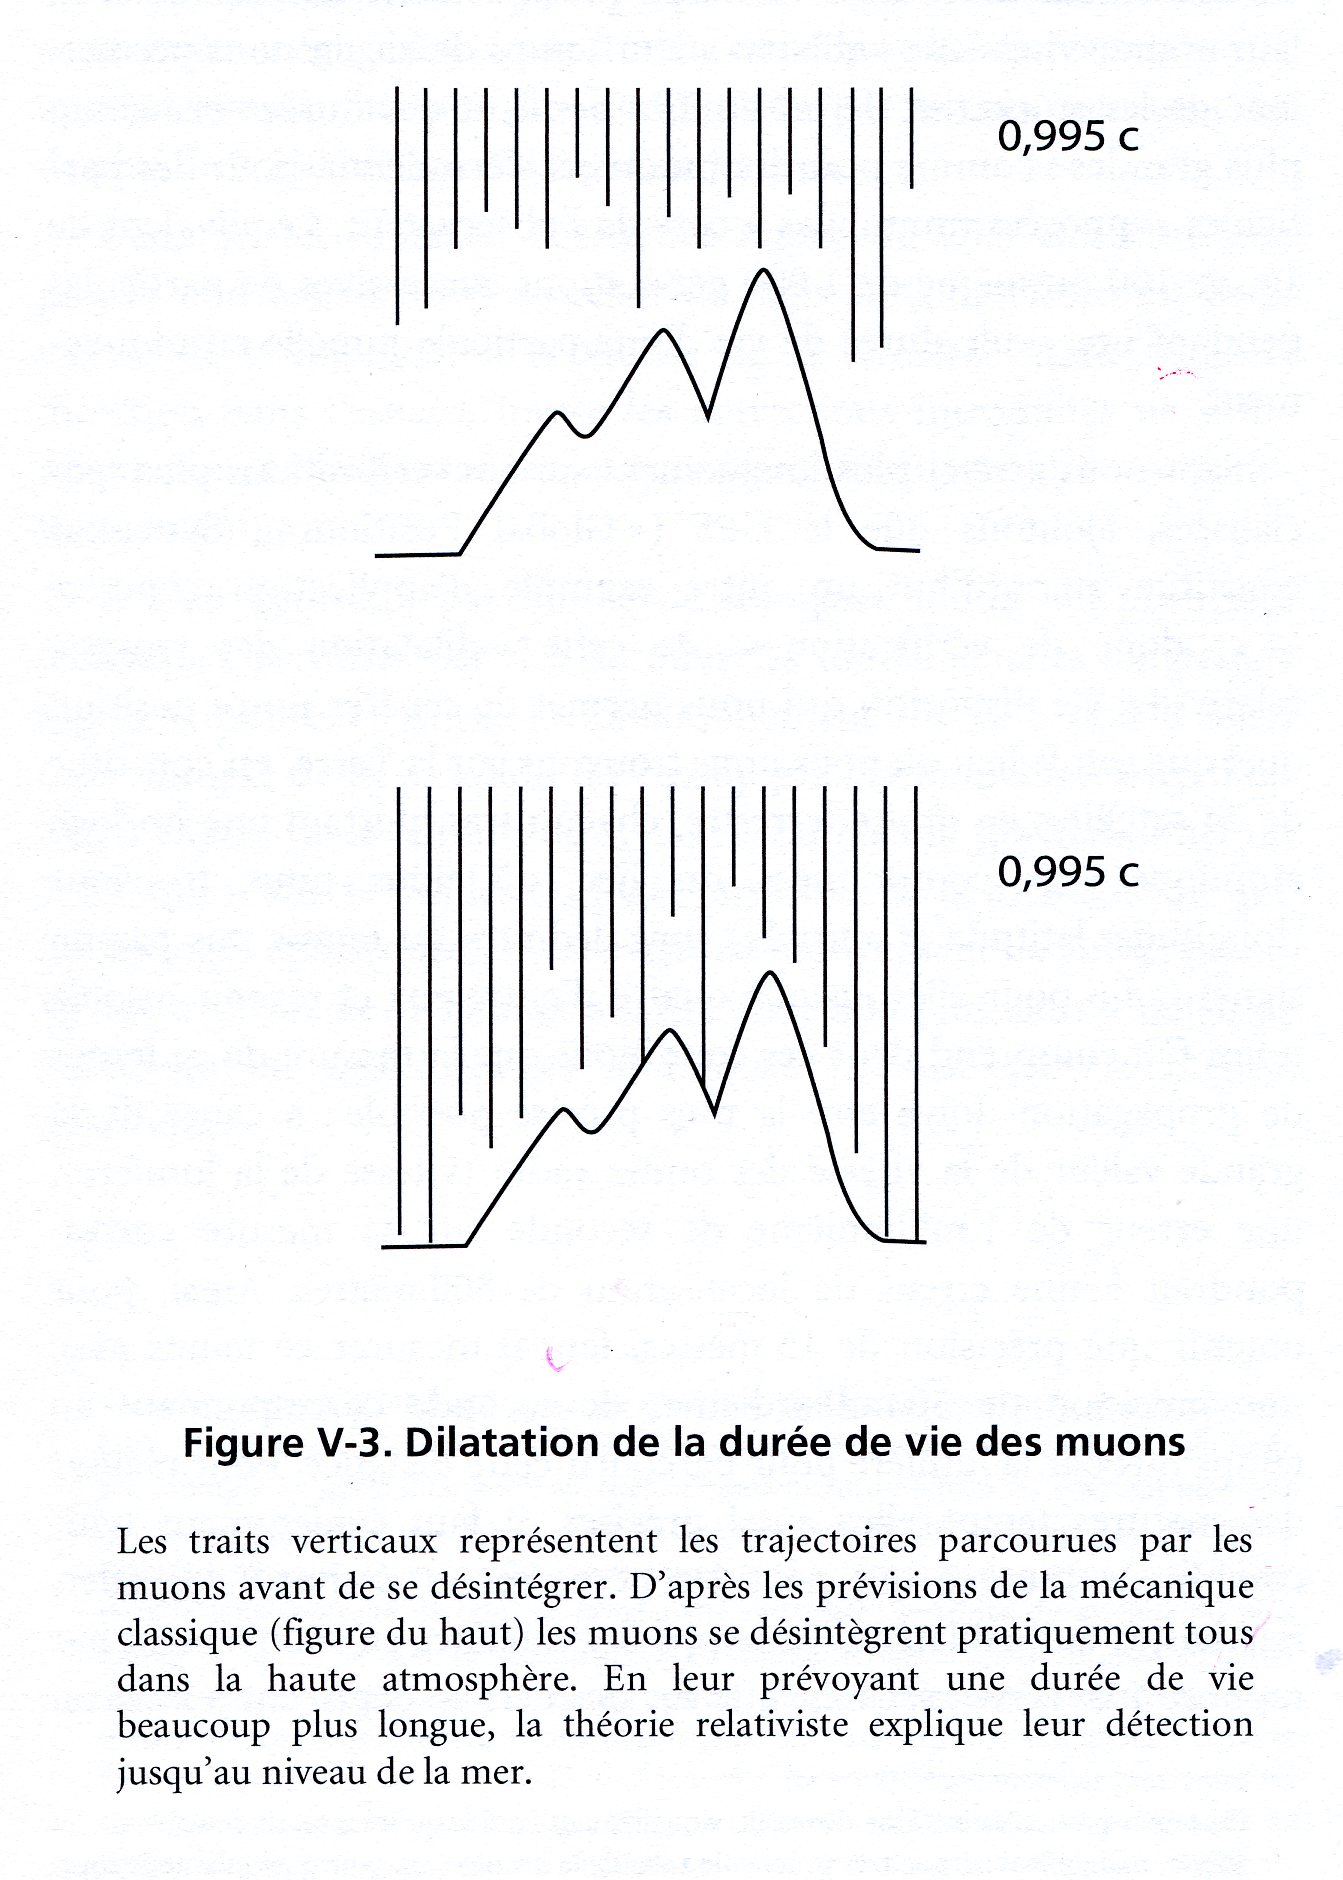 0,995 c
0,995 c
Figure V-3. Dilatation de la durée de vie des muons
Les traits verticaux représentent les trajectoires parcourues par les
muons avant de se désintégrer. D’après les prévisions de la mécanique
classique (figure du haut) les muons se désintègrent pratiquement tous
dans la haute atmosphère. En leur prévoyant une durée de vie
beaucoup plus longue, la théorie relativiste explique leur détection
jusqu’au niveau de la mer.